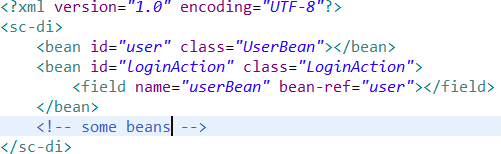 <?xml version="1.0" encoding="UTF-8"?>
<sc-di>
    <bean id="user" class="UserBean"></bean>
    <bean id="loginAction" class="LoginAction">
        <field name="userBean" bean-ref="user"></field>
    </bean>
    <!-- some beans -->
</sc-di>